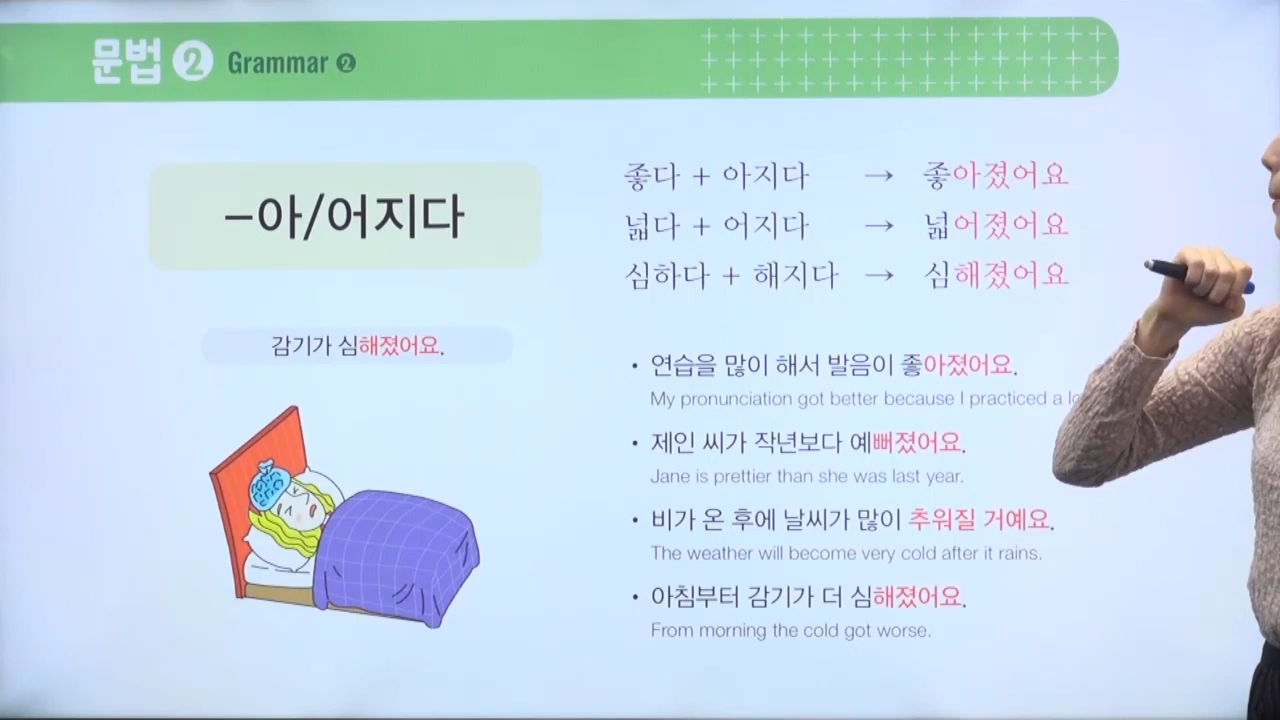 문법 2 Grammar 2
-아/어지다
감기가 심해졌어요.
좋다 + 아지다 → 좋아졌어요
넓다 + 어지다 → 넓어졌어요
심하다 + 해지다 → 심해졌어요
• 연습을 많이 해서 발음이 좋아졌어요.
My pronunciation got better because I practiced a
• 제인 씨가 작년보다 예뻐졌어요.
Jane is prettier than she was last year.
• 비가 온 후에 날씨가 많이 추워질 거예요.
The weather will become very cold after it rains.
• 아침부터 감기가 더 심해졌어요.
From morning the cold got worse.